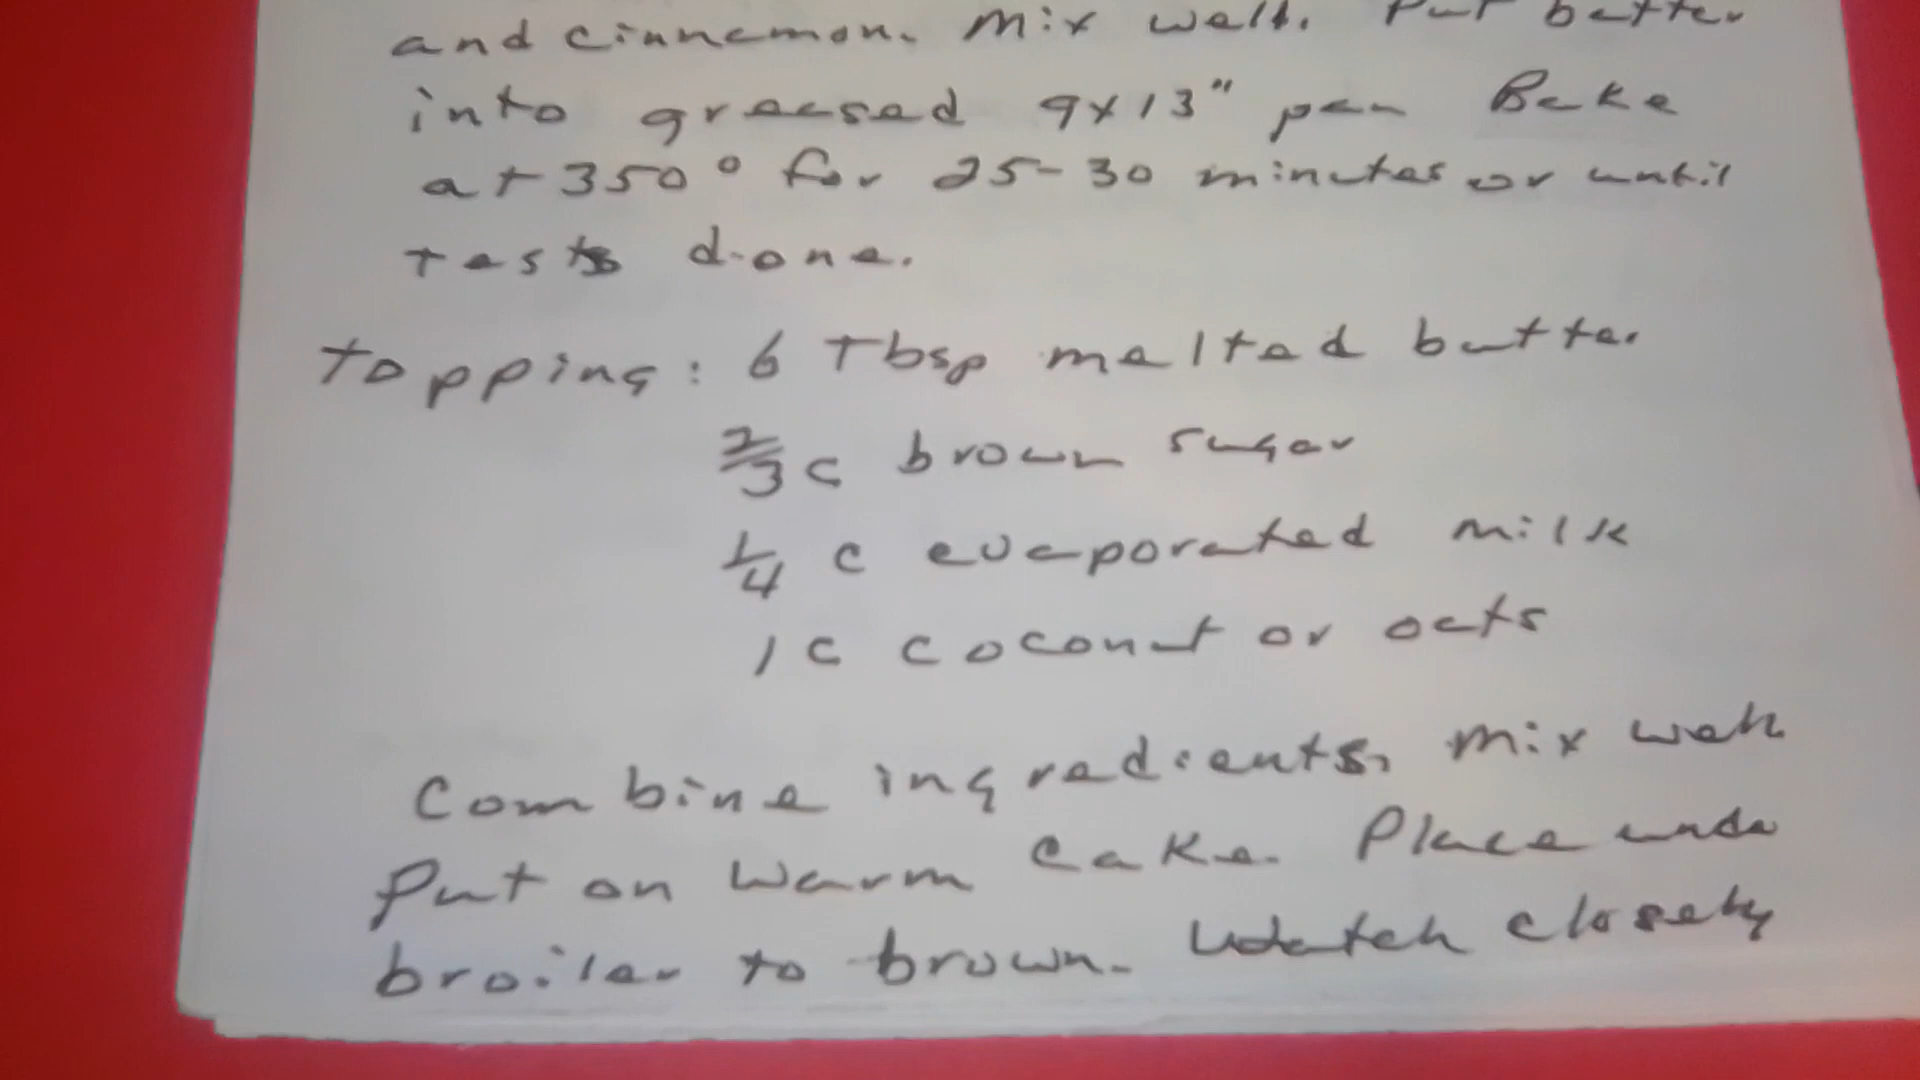 and cinnamon. Mix well. Put batter
into greased 9x13" pan Bake
at 350° for 25-30 minutes or until
tests done.
topping: 6 Tbsp melted butter
2/3 c brown sugar
1/4 c evaporated milk
1 c coconut or oats
Combine ingredients, mix well
Put on warm cake. Place under
broiler to brown. Watch closely